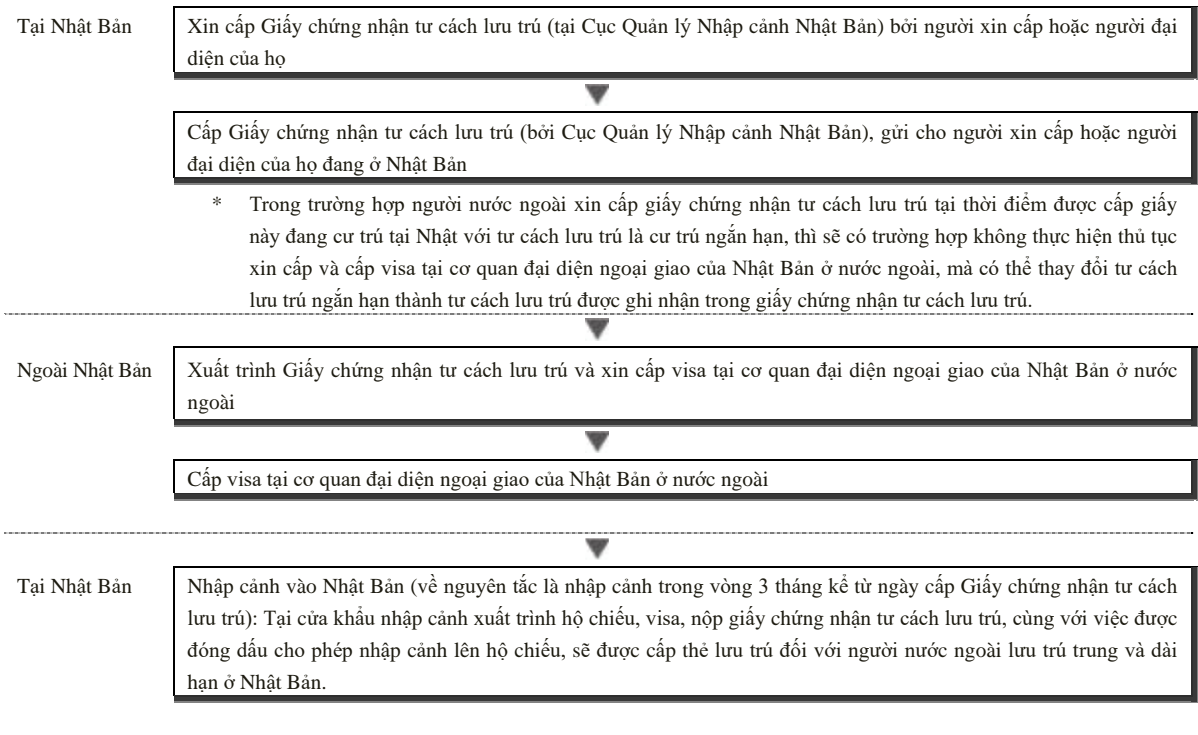 Tại Nhật Bản
Xin cấp Giấy chứng nhận tư cách lưu trú (tại Cục Quản lý Nhập cảnh Nhật Bản) bởi người xin cấp hoặc người đại
diện của họ
Cấp Giấy chứng nhận tư cách lưu trú (bởi Cục Quản lý Nhập cảnh Nhật Bản), gửi cho người xin cấp hoặc người
đại diện của họ đang ở Nhật Bản
* Trong trường hợp người nước ngoài xin cấp giấy chứng nhận tư cách lưu trú tại thời điểm được cấp giấy
này đang cư trú tại Nhật với tư cách lưu trú là cư trú ngắn hạn, thì sẽ có trường hợp không thực hiện thủ tục
xin cấp và cấp visa tại cơ quan đại diện ngoại giao của Nhật Bản ở nước ngoài, mà có thể thay đổi tư cách
lưu trú ngắn hạn thành tư cách lưu trú được ghi nhận trong giấy chứng nhận tư cách lưu trú.
Ngoài Nhật Bản
Xuất trình Giấy chứng nhận tư cách lưu trú và xin cấp visa tại cơ quan đại diện ngoại giao của Nhật Bản ở nước
ngoài
Cấp visa tại cơ quan đại diện ngoại giao của Nhật Bản ở nước ngoài
Tại Nhật Bản
Nhập cảnh vào Nhật Bản (về nguyên tắc là nhập cảnh trong vòng 3 tháng kể từ ngày cấp Giấy chứng nhận tư cách
lưu trú): Tại cửa khẩu nhập cảnh xuất trình hộ chiếu, visa, nộp giấy chứng nhận tư cách lưu trú, cùng với việc được
đóng dấu cho phép nhập cảnh lên hộ chiếu, sẽ được cấp thẻ lưu trú đối với người nước ngoài lưu trú trung và dài
hạn ở Nhật Bản.